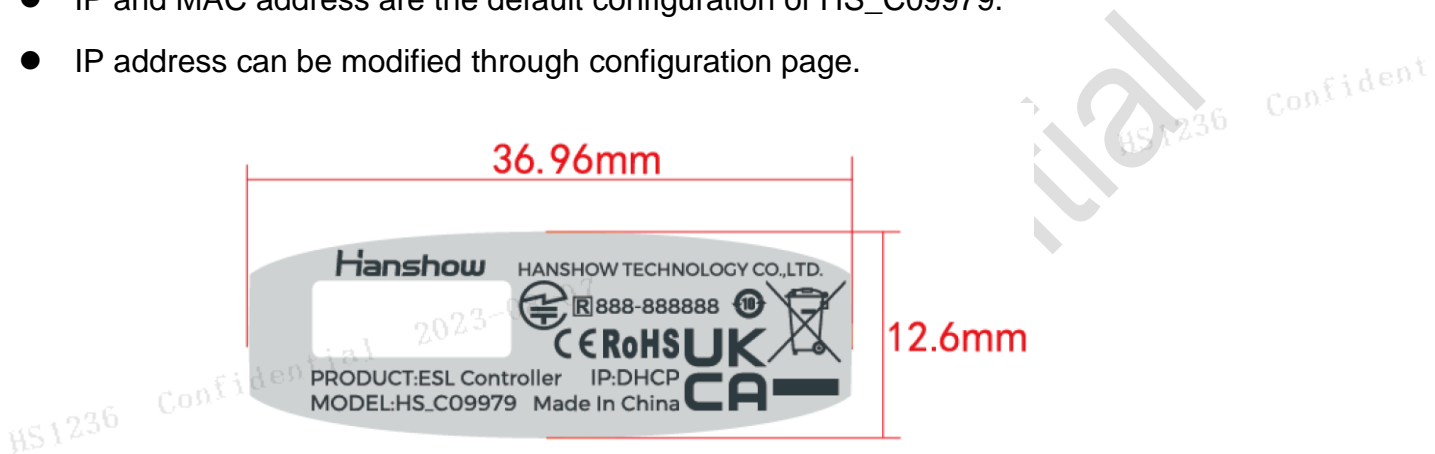 ● IP and MAC address are the default configuration of HS_C09979.
● IP address can be modified through configuration page.
HS1236 Confident
tial
36.96mm
Hanshow HANSHOW TECHNOLOGY CO.,LTD.
R 888-888888 10
CE RoHS UK CA
12.6mm
PRODUCT:ESL Controller IP:DHCP
MODEL:HS_C09979 Made In China
HS1236 Confidential 2023-